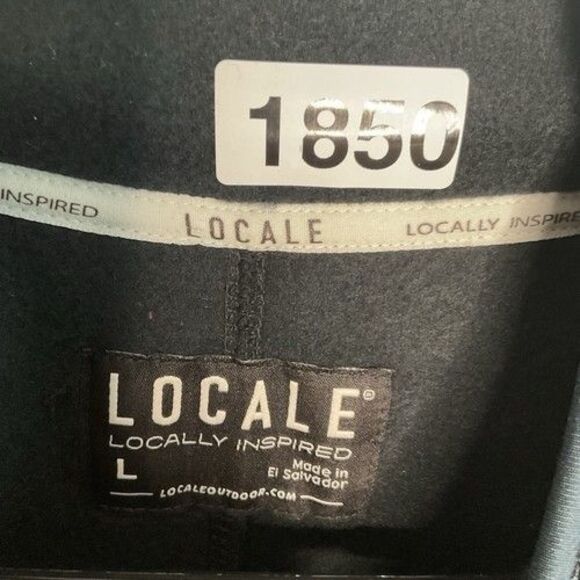 1850
INSPIRED LOCALE LOCALLY INSPIRE
LOCALE®
LOCALLY INSPIRED
L
Made in
El Salvador
LOCALEOUTDOOR.COM